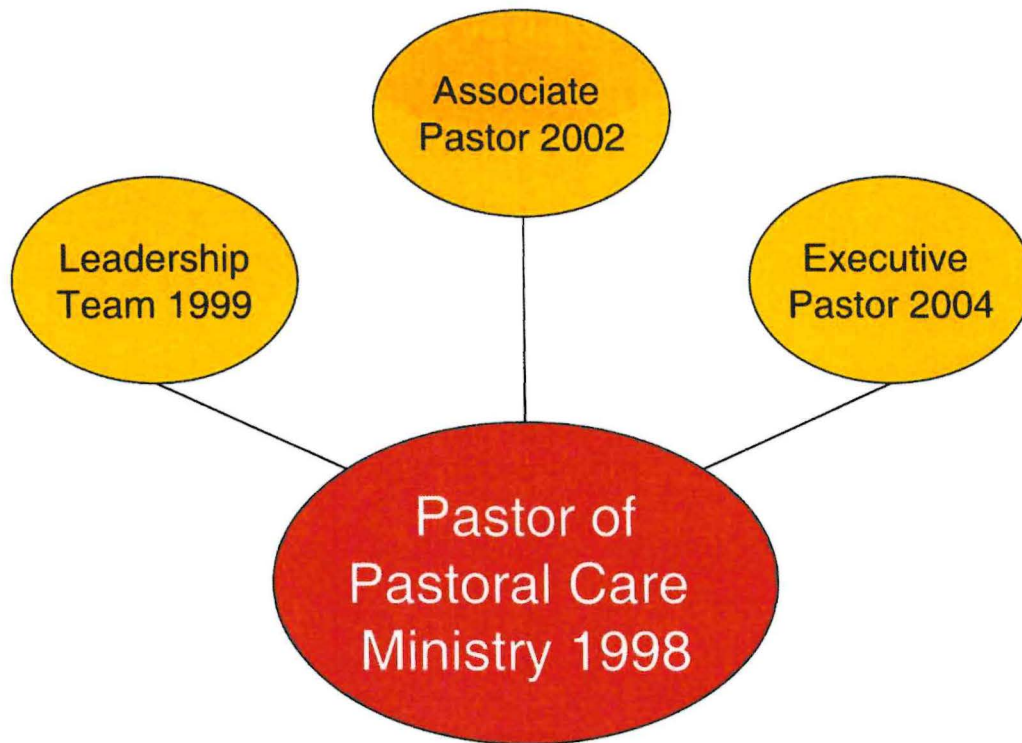 Associate
Pastor 2002
Leadership
Team 1999
Executive
Pastor 2004
Pastor of
Pastoral Care
Ministry 1998